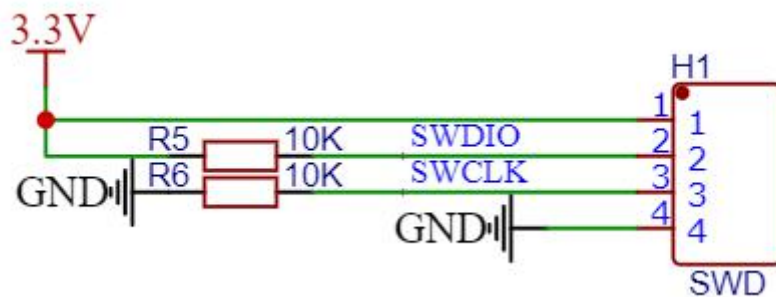 3.3V
H1
1 1
R5 10K SWDIO 2 2
GND R6 10K SWCLK 3 3
GND 4 4
SWD